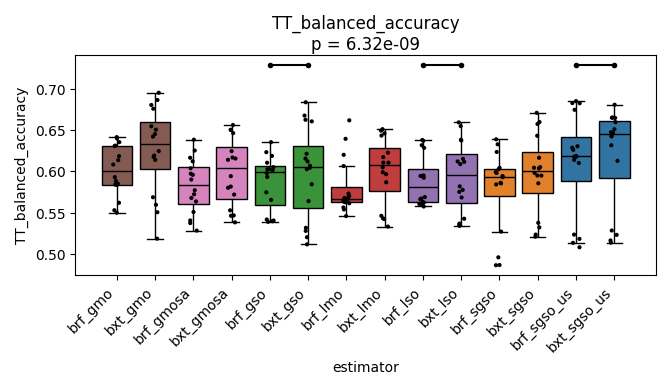 TT_balanced_accuracy
p = 6.32e-09
TT_balanced_accuracy
0.70
0.65
0.60
0.55
0.50
brf_gmo
bxt_gmo
brf_gmosa
bxt_gmosa
brf_gso
bxt_gso
brf_lmo
bxt_lmo
brf_lso
bxt_lso
brf_sgso
bxt_sgso
brf_sgso_us
bxt_sgso_us
estimator